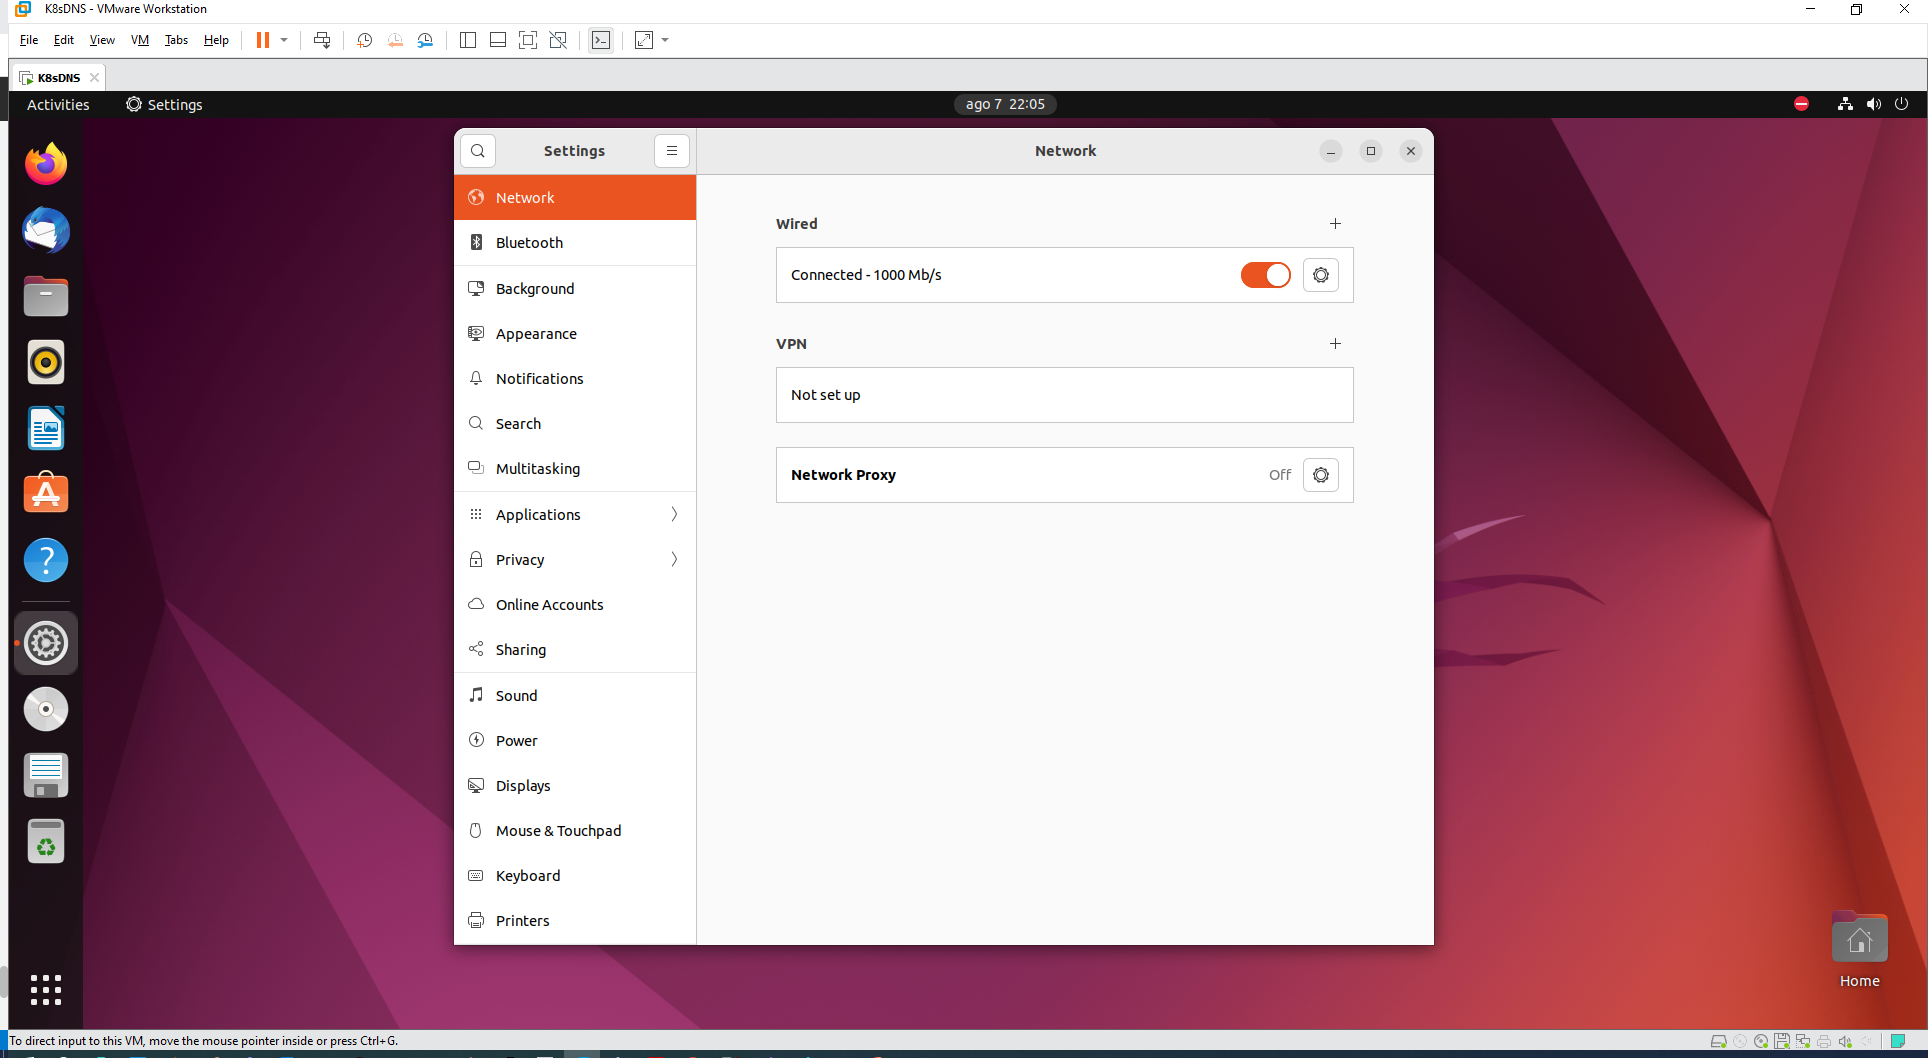 K8sDNS - VMware Workstation
File Edit View VM Tabs Help
K8sDNS
Activities Settings ago 7 22:05
Settings Network
Network
Bluetooth
Background
Appearance
Notifications
Search
Multitasking
Applications
Privacy
Online Accounts
Sharing
Sound
Power
Displays
Mouse & Touchpad
Keyboard
Printers
Wired
Connected - 1000 Mb/s
VPN
Not set up
Network Proxy Off
Home
To direct input to this VM, move the mouse pointer inside or press Ctrl+G.